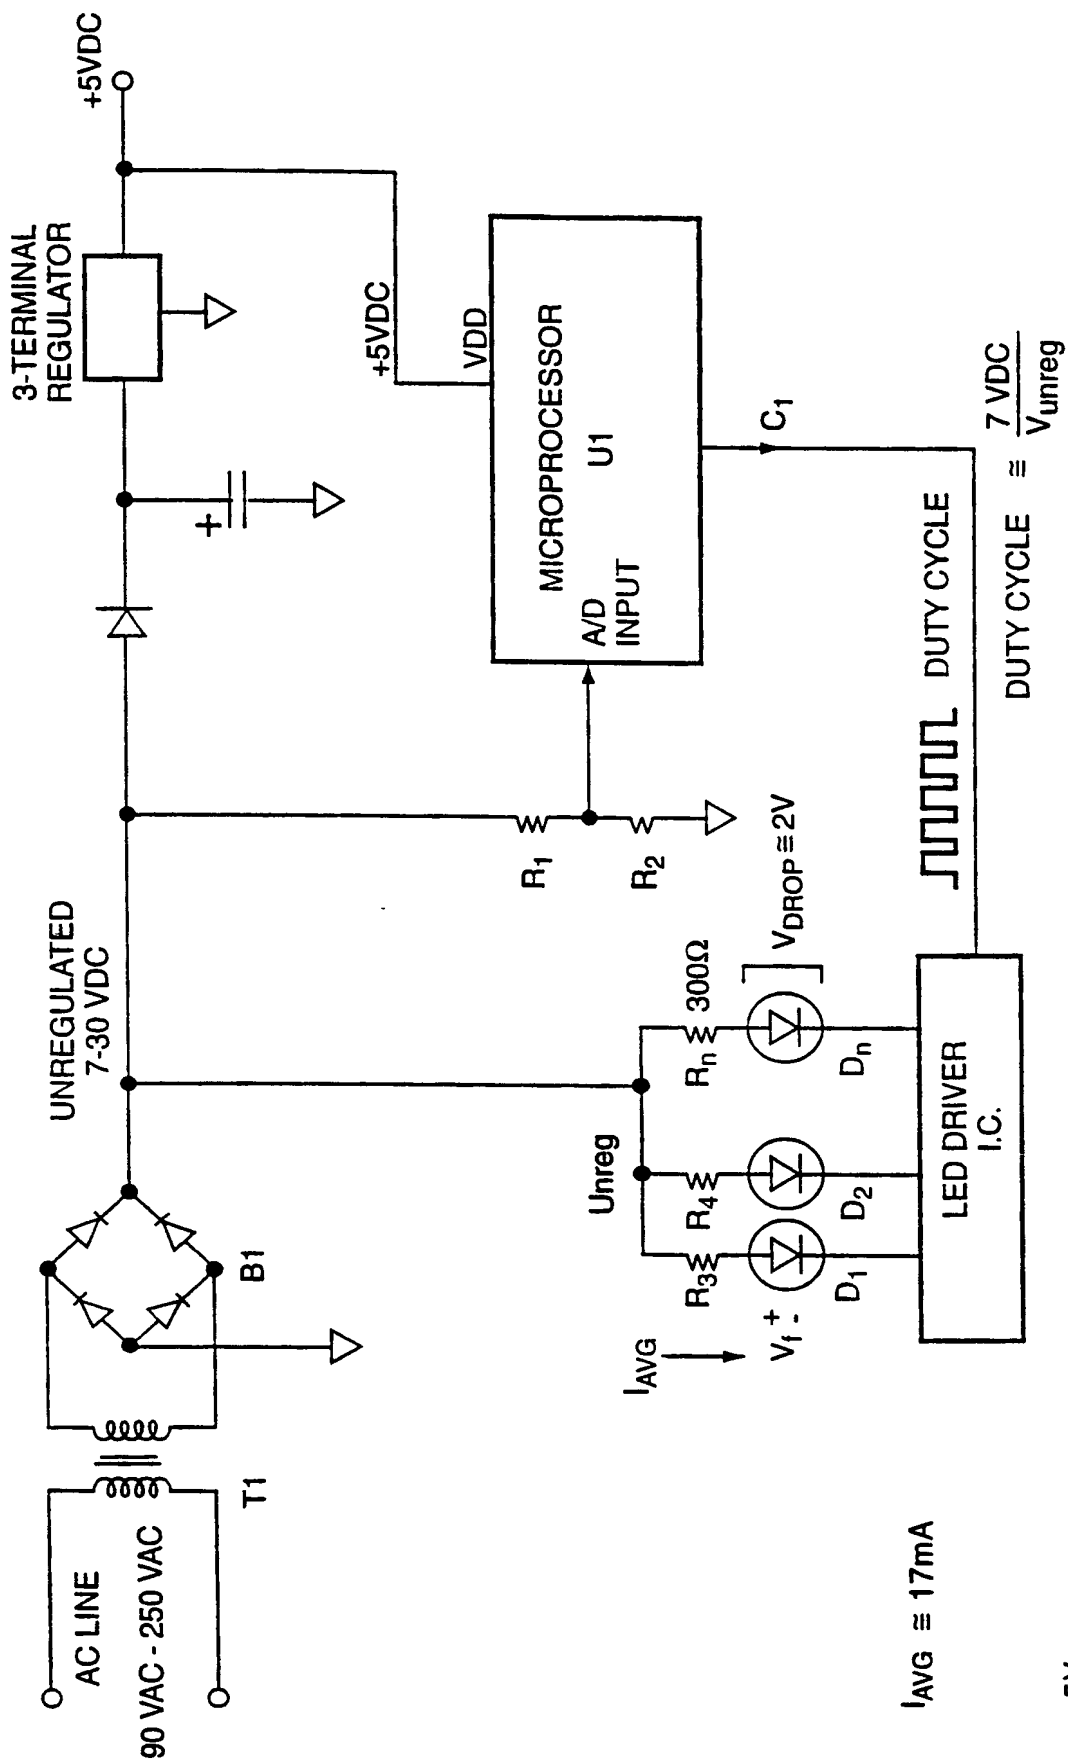 AC LINE
90 VAC - 250 VAC
T1
B1
UNREGULATED
7-30 VDC
3-TERMINAL
REGULATOR
+5VDC
+
+5VDC
VDD
MICROPROCESSOR
U1
A/D
INPUT
C1
R1
R2
Unreg
IAVG
R3
R4
Rn
300Ω
VDROP ≅ 2V
Vf
+
-
D1
D2
Dn
LED DRIVER
I.C.
DUTY CYCLE
DUTY CYCLE ≅ 7 VDC
Vunreg
IAVG ≅ 17mA